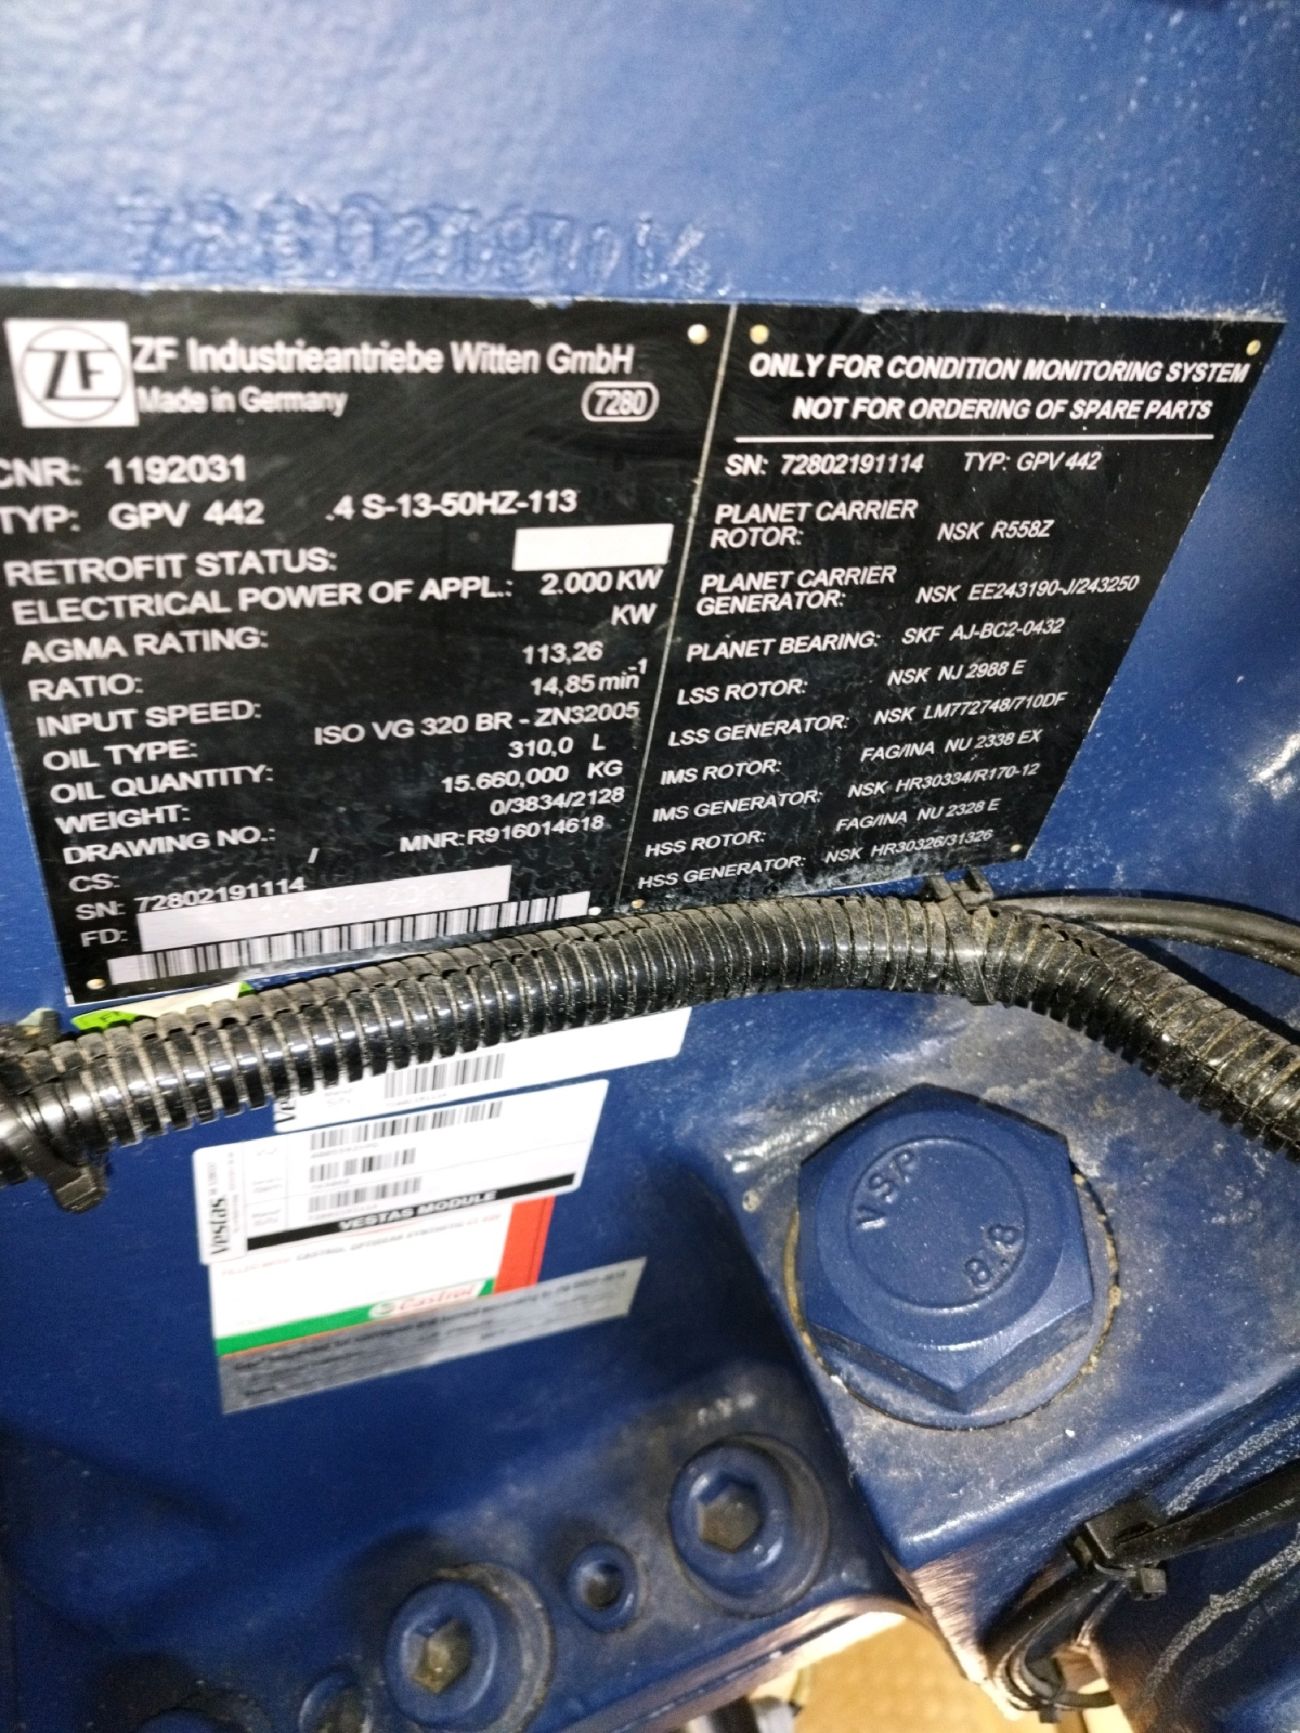 72802191114
ZF
ZF Industrieantriebe Witten GmbH
Made in Germany
7280
CNR: 1192031
TYP: GPV 442 .4 S-13-50HZ-113
RETROFIT STATUS:
ELECTRICAL POWER OF APPL.: 2.000 KW
AGMA RATING: KW
RATIO: 113,26
INPUT SPEED: 14,85 min-1
OIL TYPE: ISO VG 320 BR - ZN32005
OIL QUANTITY: 310,0 L
WEIGHT: 15.660,000 KG
DRAWING NO.: 0/3834/2128
CS: / MNR: R916014618
SN: 72802191114
FD:
ONLY FOR CONDITION MONITORING SYSTEM
NOT FOR ORDERING OF SPARE PARTS
SN: 72802191114 TYP: GPV 442
PLANET CARRIER
ROTOR: NSK R558Z
PLANET CARRIER
GENERATOR: NSK EE243190-J/243250
PLANET BEARING: SKF AJ-BC2-0432
LSS ROTOR: NSK NJ 2988 E
LSS GENERATOR: NSK LM772748/710DF
IMS ROTOR: FAG/INA NU 2338 EX
IMS GENERATOR: NSK HR30334/R170-12
HSS ROTOR: FAG/INA NU 2328 E
HSS GENERATOR: NSK HR30326/31326
Vestas
VESTAS MODULE
Castrol
VSP
8.8